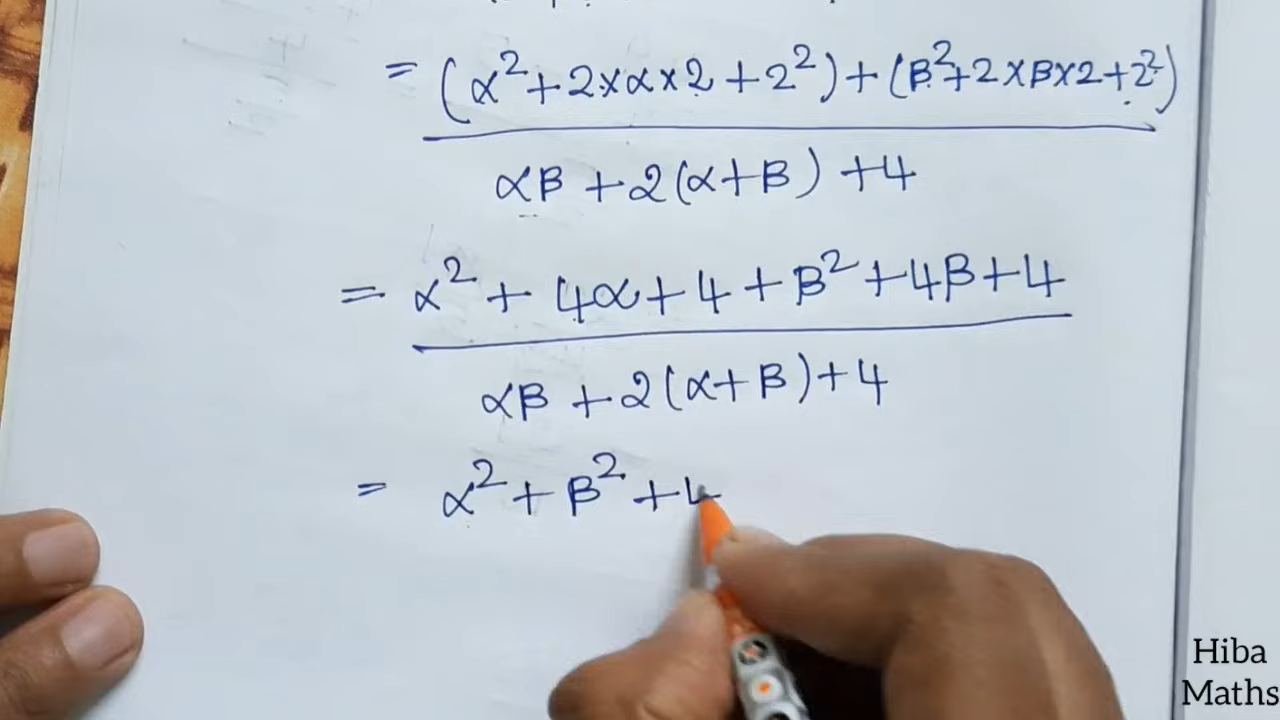 = (α²+2×α×2+2²)+(β²+2×β×2+2²)
αβ+2(α+β)+4
= α²+4α+4+β²+4β+4
αβ+2(α+β)+4
= α²+β²+4
Hiba
Maths